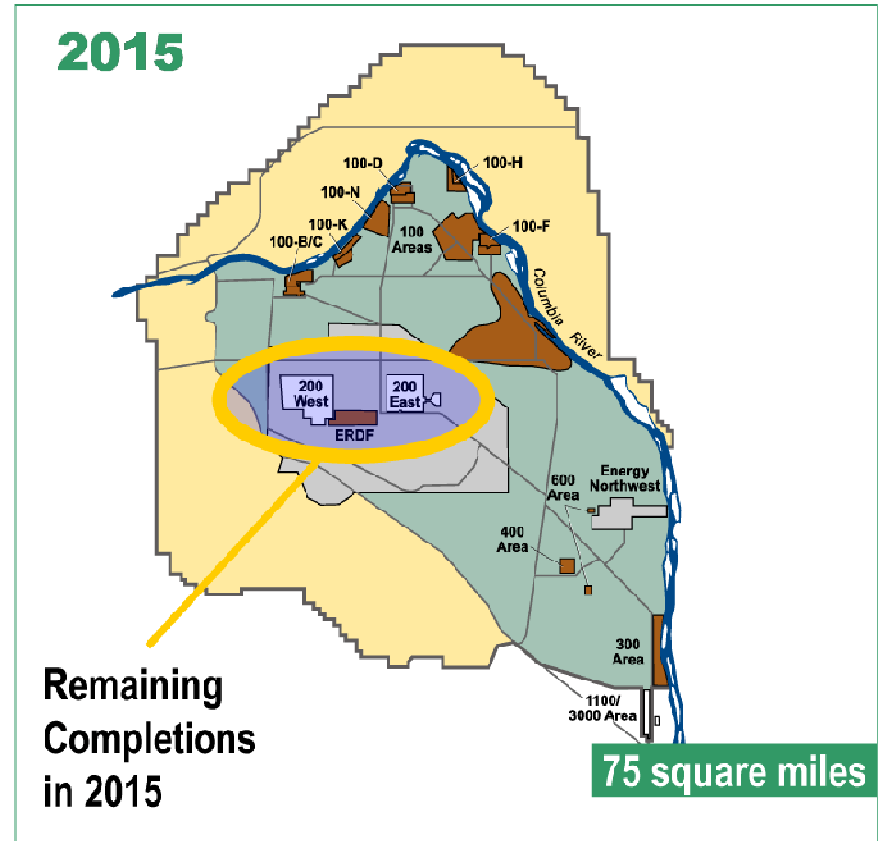 2015
100-D
100-H
100-N
100-K
100-B/C
100
Areas
100-F
Columbia
River
200
West
200
East
ERDF
600
Area
Energy
Northwest
400
Area
300
Area
1100/
3000 Area
Remaining
Completions
in 2015
75 square miles